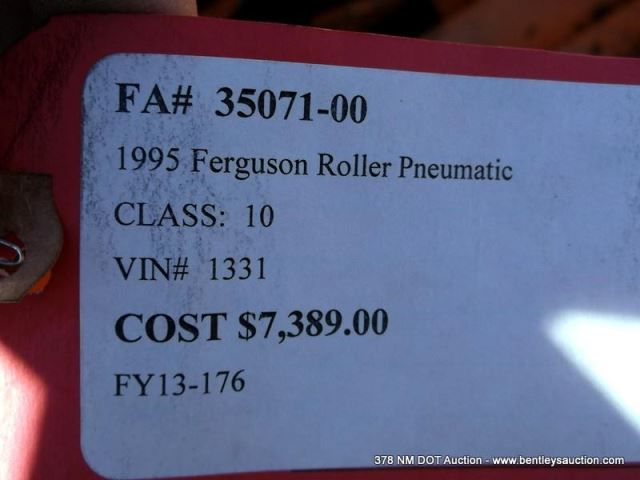 FA# 35071-00
1995 Ferguson Roller Pneumatic
CLASS: 10
VIN# 1331
COST $7,389.00
FY13-176
378 NM DOT Auction - www.bentleysauction.com